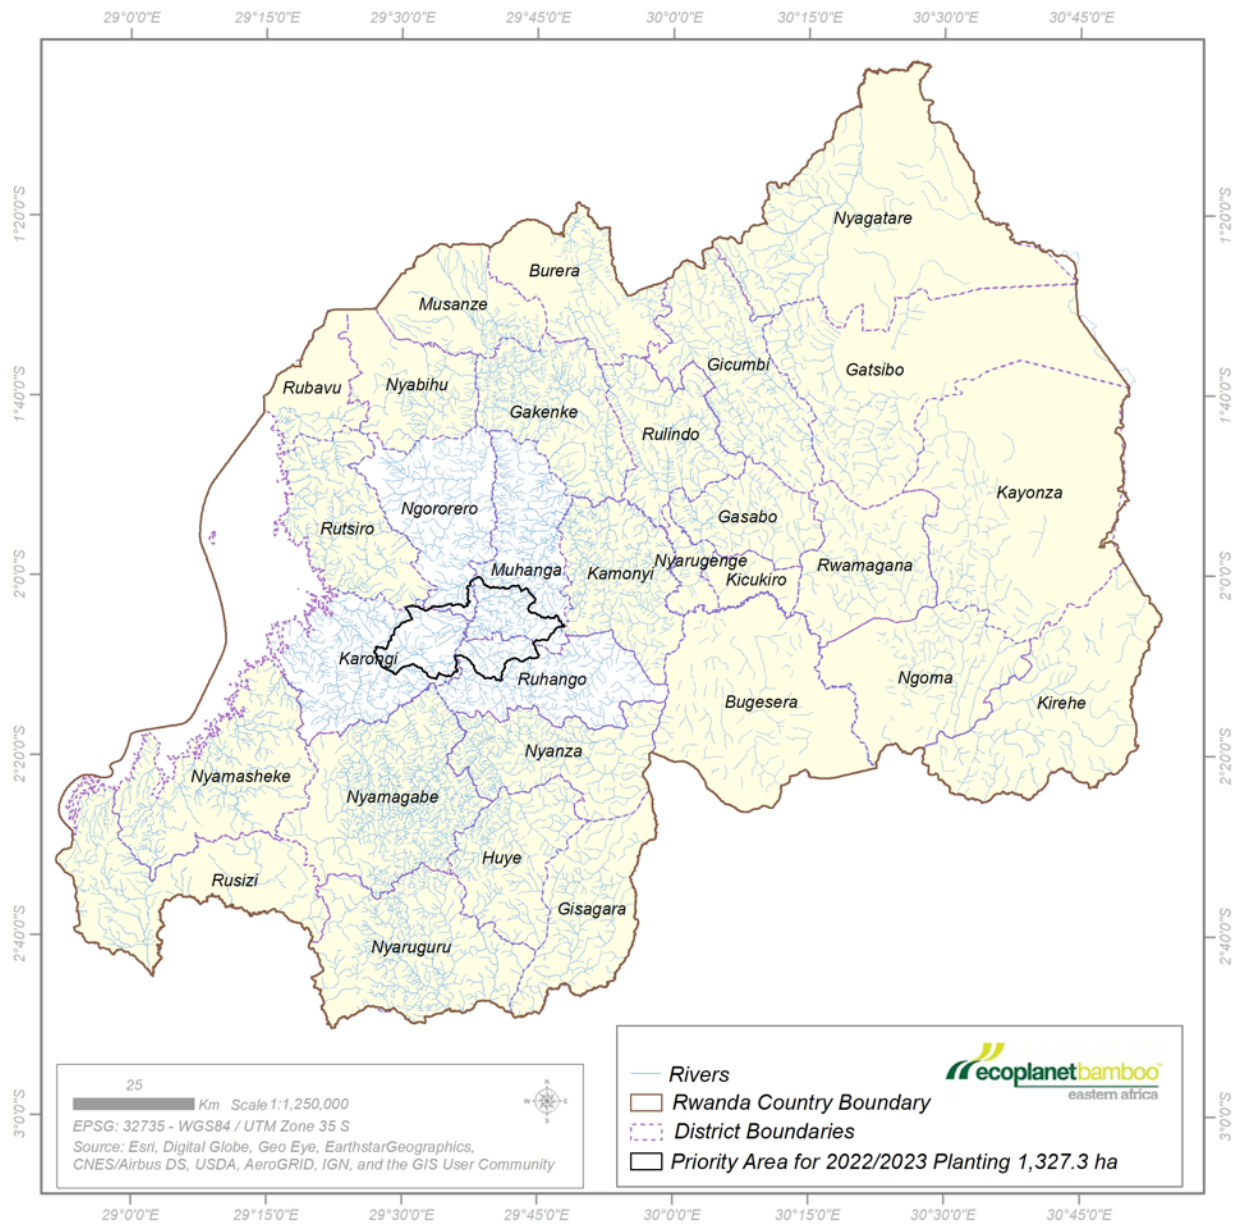 29°0'0"E 29°15'0"E 29°30'0"E 29°45'0"E 30°0'0"E 30°15'0"E 30°30'0"E 30°45'0"E
1°20'0"S 1°20'0"S
Nyagatare
Burera
Musanze
Gicumbi
Gatsibo
Nyabihu
Rubavu
1°40'0"S 1°40'0"S
Gakenke
Rulindo
Kayonza
Ngororero
Gasabo
Rutsiro
Nyarugenge
Rwamagana
Muhanga
Kamonyi
Kicukiro
2°0'0"S 2°0'0"S
Karongi
Ruhango
Ngoma
Bugesera
Kirehe
Nyanza
2°20'0"S 2°20'0"S
Nyamasheke
Nyamagabe
Huye
Rusizi
Gisagara
2°40'0"S 2°40'0"S
Nyaruguru
25
Km Scale 1:1,250,000
EPSG: 32735 - WGS84 / UTM Zone 35 S
Source: Esri, Digital Globe, Geo Eye, EarthstarGeographics,
CNES/Airbus DS, USDA, AeroGRID, IGN, and the GIS User Community
N
W E
S
ecoplanetbamboo
eastern africa
Rivers
Rwanda Country Boundary
District Boundaries
Priority Area for 2022/2023 Planting 1,327.3 ha
3°0'0"S 3°0'0"S
29°0'0"E 29°15'0"E 29°30'0"E 29°45'0"E 30°0'0"E 30°15'0"E 30°30'0"E 30°45'0"E